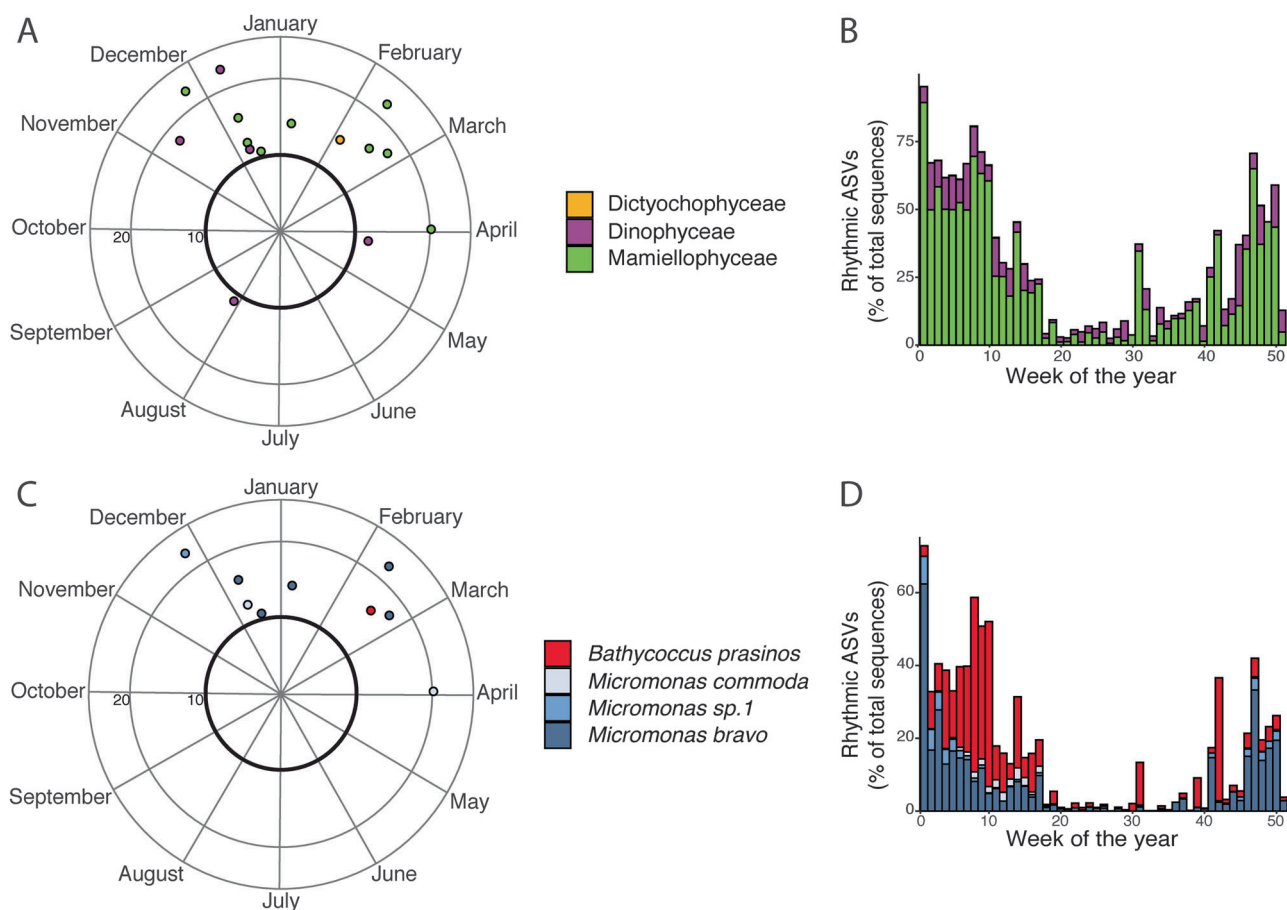 A
January
February
March
April
May
June
July
August
September
October
November
December
20
10
Dictyochophyceae
Dinophyceae
Mamiellophyceae
B
Rhythmic ASVs
(% of total sequences)
75
50
25
0
0
10
20
30
40
50
Week of the year
C
January
February
March
April
May
June
July
August
September
October
November
December
20
10
Bathycoccus prasinos
Micromonas commoda
Micromonas sp.1
Micromonas bravo
D
Rhythmic ASVs
(% of total sequences)
60
40
20
0
0
10
20
30
40
50
Week of the year